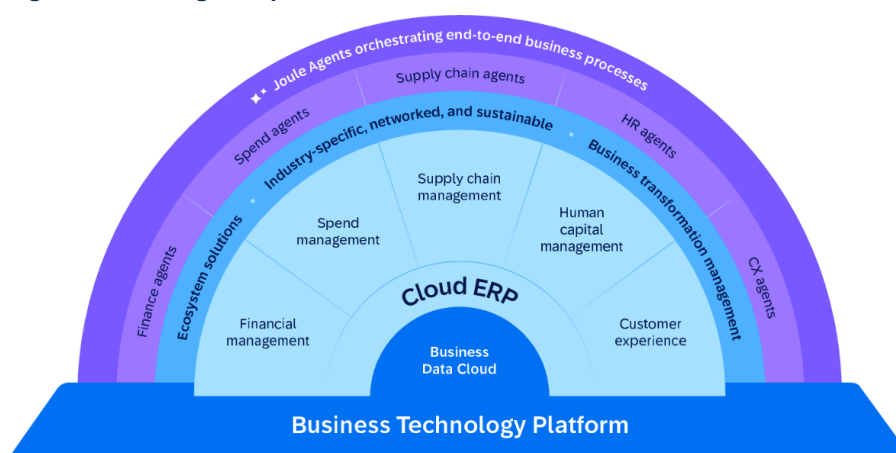 Joule Agents orchestrating end-to-end business processes
Finance agents
Spend agents
Supply chain agents
HR agents
CX agents
Ecosystem solutions • Industry-specific, networked, and sustainable • Business transformation management
Financial
management
Spend
management
Supply chain
management
Human
capital
management
Customer
experience
Cloud ERP
Business
Data Cloud
Business Technology Platform